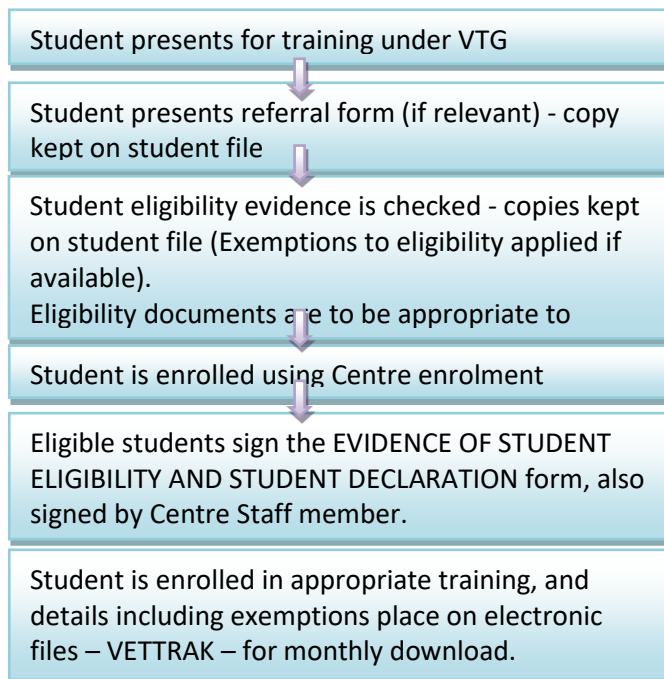 Student presents for training under VTG
Student presents referral form (if relevant) - copy
kept on student file
Student eligibility evidence is checked - copies kept
on student file (Exemptions to eligibility applied if
available).
Eligibility documents are to be appropriate to
Student is enrolled using Centre enrolment
Eligible students sign the EVIDENCE OF STUDENT
ELIGIBILITY AND STUDENT DECLARATION form, also
signed by Centre Staff member.
Student is enrolled in appropriate training, and
details including exemptions place on electronic
files – VETTRAK – for monthly download.